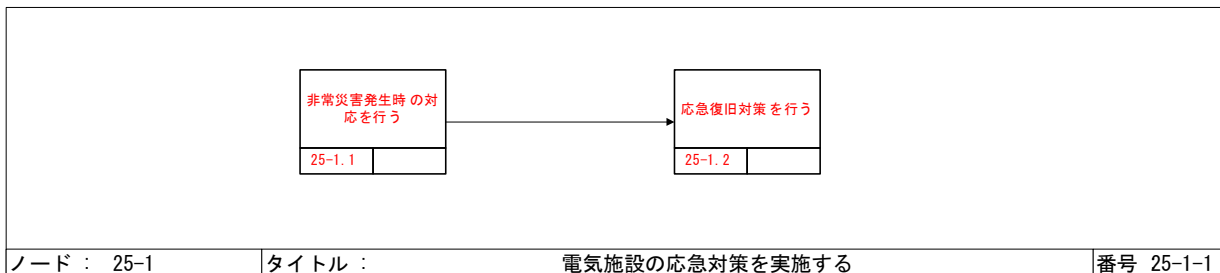 非常災害発生時の対
応を行う
25-1.1
応急復旧対策を行う
25-1.2
ノード： 25-1
タイトル：
電気施設の応急対策を実施する
番号 25-1-1